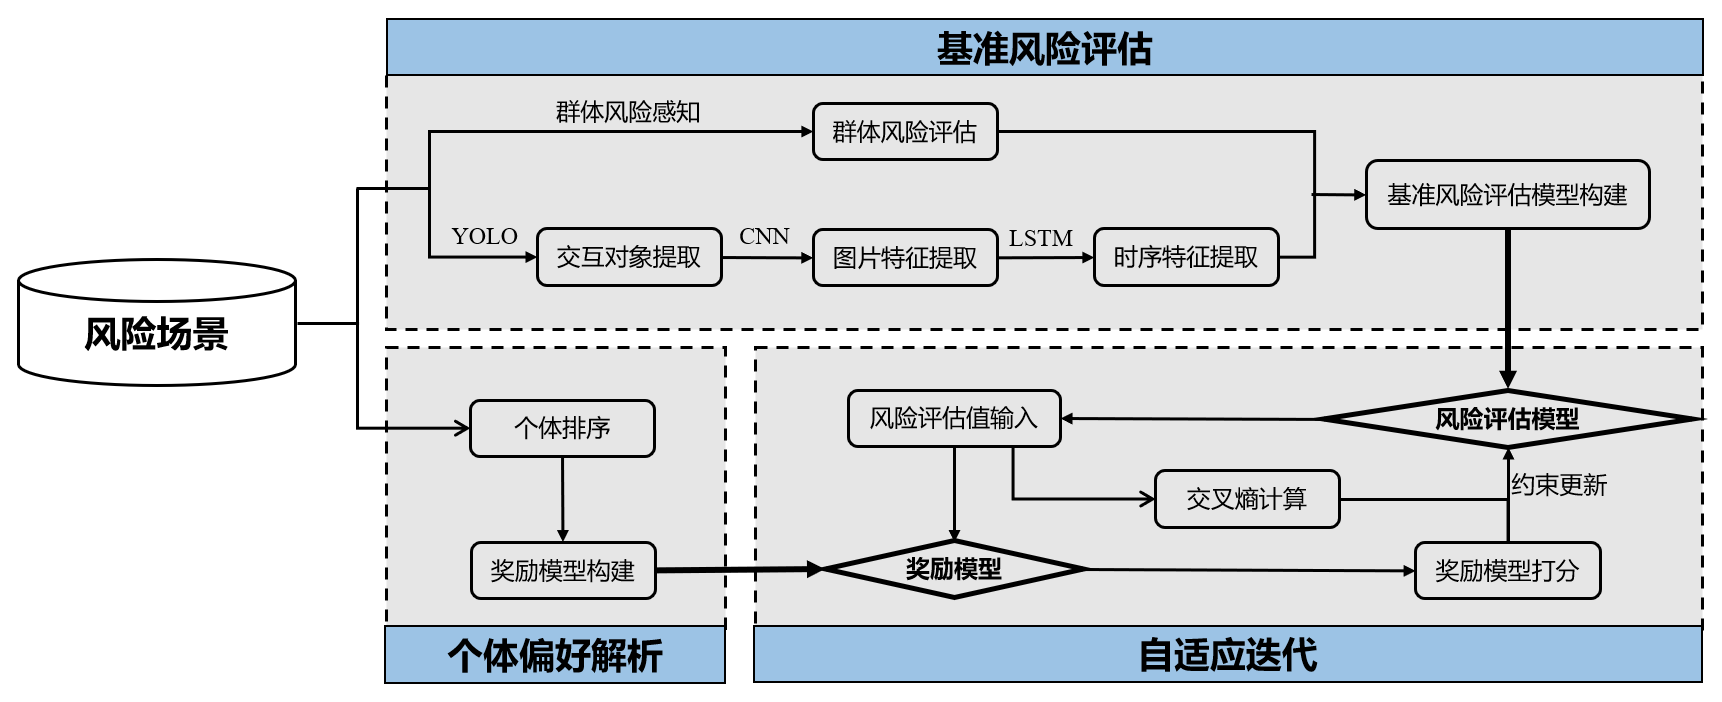 基准风险评估
群体风险感知
群体风险评估
基准风险评估模型构建
YOLO
交互对象提取
CNN
图片特征提取
LSTM
时序特征提取
风险场景
个体排序
奖励模型构建
个体偏好解析
风险评估值输入
风险评估模型
交叉熵计算
约束更新
奖励模型
奖励模型打分
自适应迭代